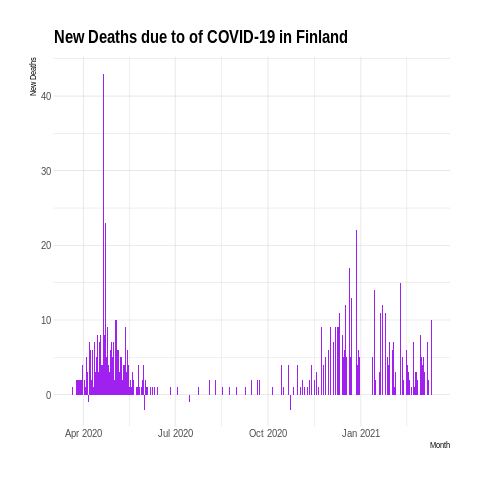 New Deaths due to of COVID-19 in Finland
New Deaths
40
30
20
10
0
Apr 2020 Jul 2020 Oct 2020 Jan 2021
Month